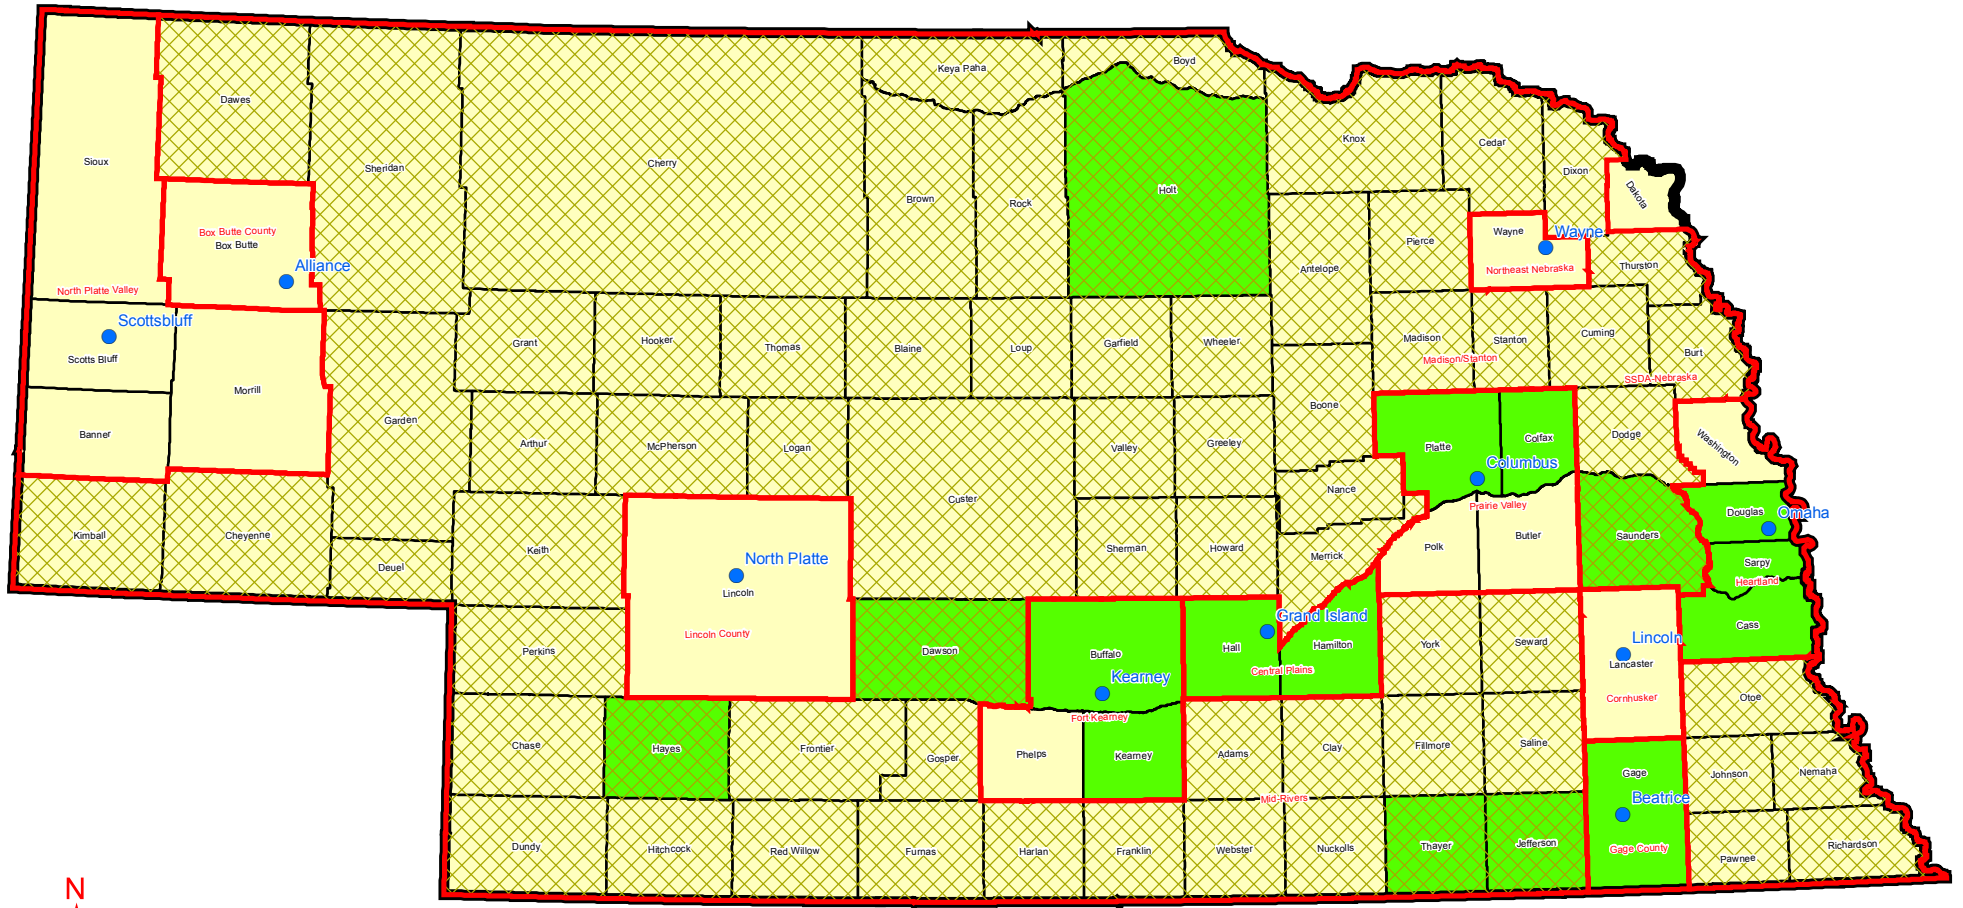 Keya Paha
Boyd
Dawes
Knox
Cedar
Sioux
Cherry
Sheridan
Dixon
Holt
Dakota
Brown
Rock
Box Butte County
Box Butte
Wayne
Wayne
Pierce
Alliance
Antelope
Northeast Nebraska
Thurston
North Platte Valley
Scottsbluff
Scotts Bluff
Grant
Hooker
Thomas
Blaine
Loup
Garfield
Wheeler
Madison
Stanton
Cuming
Madison/Stanton
Burt
SSDA-Nebraska
Morrill
Garden
Boone
Banner
Arthur
McPherson
Logan
Valley
Greeley
Platte
Colfax
Dodge
Washington
Columbus
Custer
Nance
Prairie Valley
Douglas
Omaha
Kimball
Cheyenne
Keith
Sherman
Howard
Merrick
Polk
Butler
Saunders
Sarpy
Heartland
Deuel
North Platte
Lincoln
Lincoln County
Grand Island
Cass
Perkins
Dawson
Buffalo
Hall
Hamilton
York
Seward
Lincoln
Lancaster
Central Plains
Kearney
Cornhusker
Otoe
Fort Kearney
Chase
Hayes
Frontier
Gosper
Phelps
Kearney
Adams
Clay
Fillmore
Saline
Gage
Johnson
Nemaha
Mid-Rivers
Beatrice
Dundy
Hitchcock
Red Willow
Furnas
Harlan
Franklin
Webster
Nuckolls
Thayer
Jefferson
Gage County
Pawnee
Richardson
N